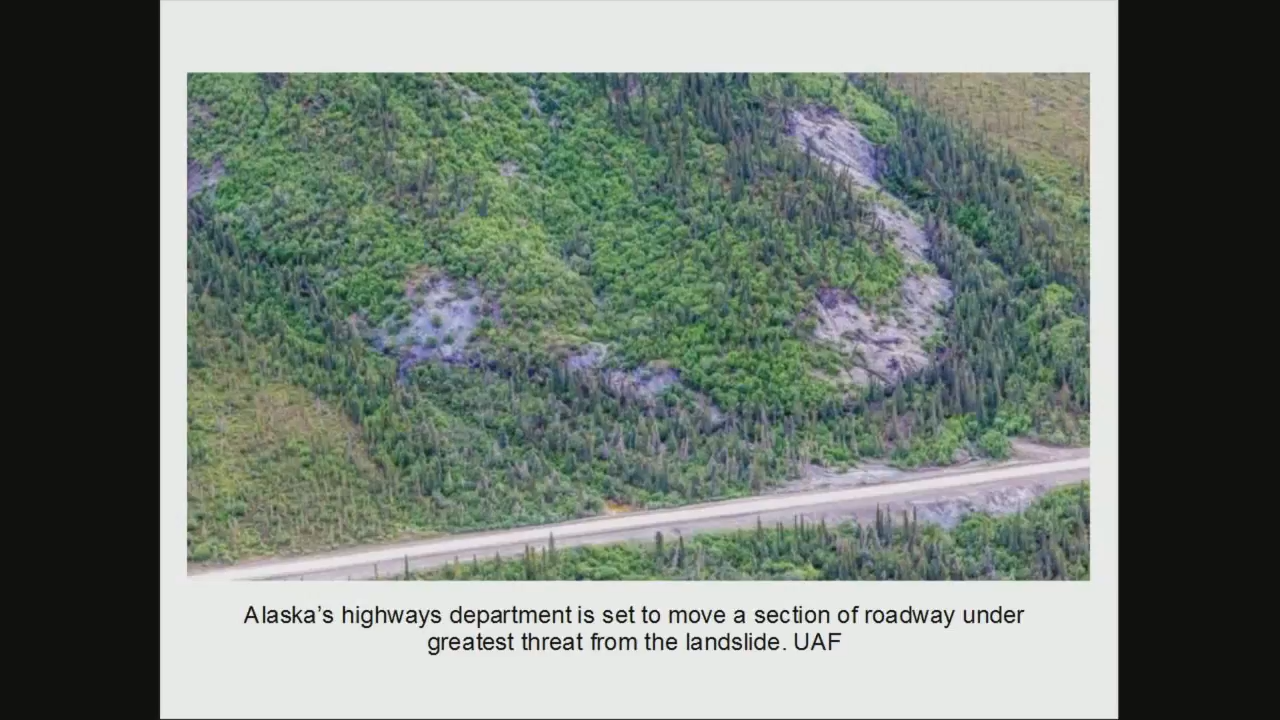 Alaska’s highways department is set to move a section of roadway under
greatest threat from the landslide. UAF